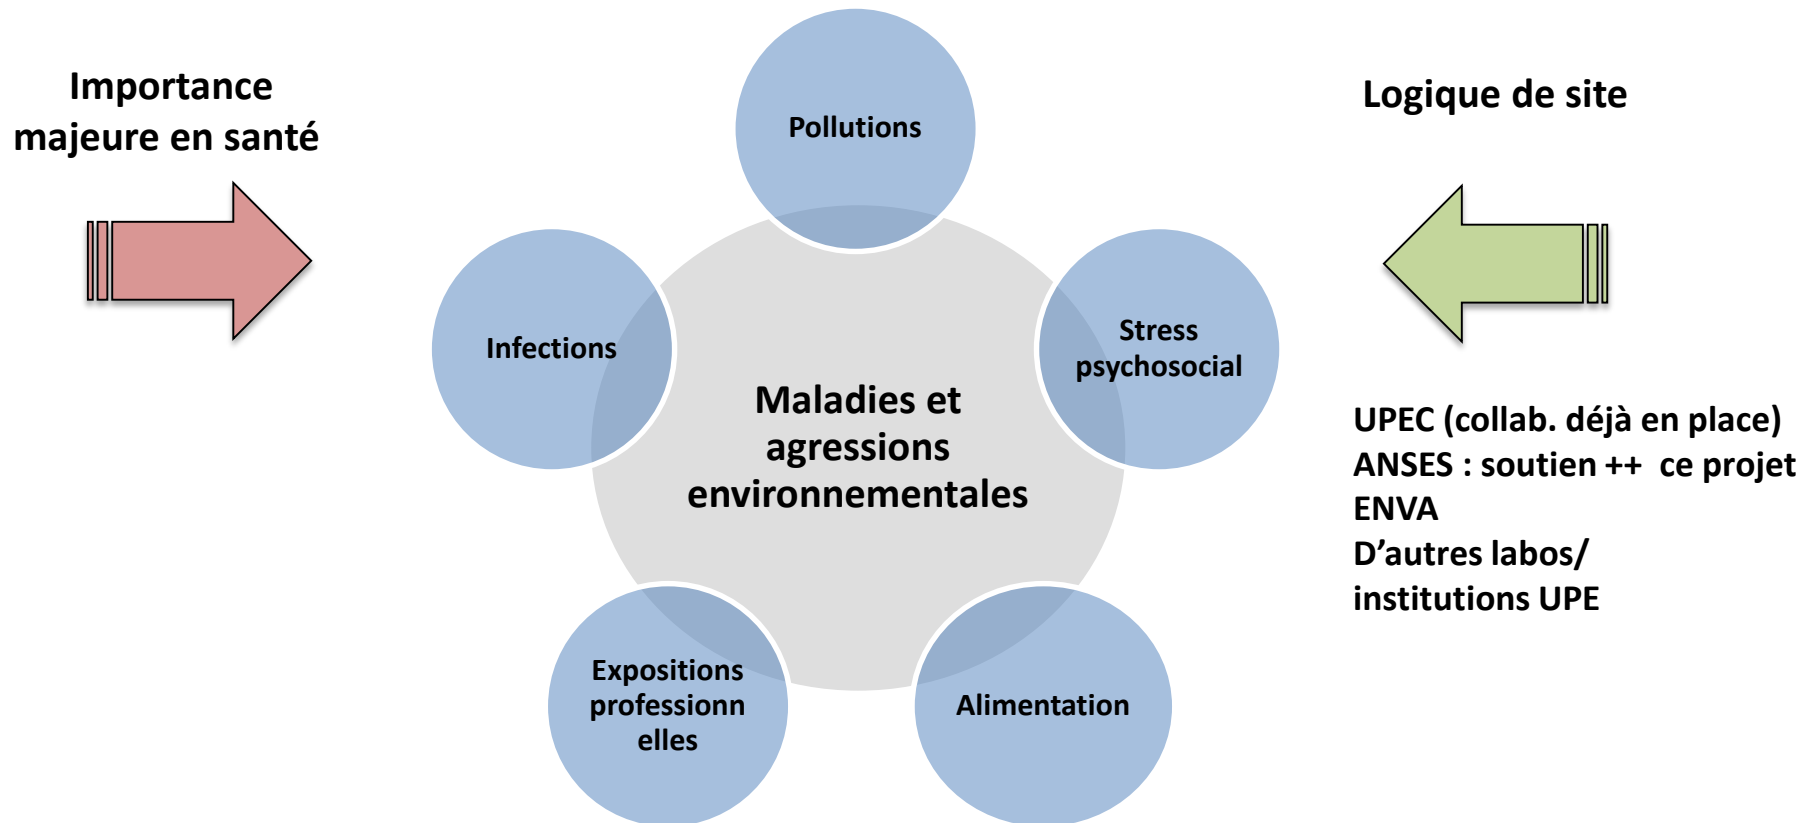 Importance
majeure en santé
Logique de site
Pollutions
Infections
Stress
psychosocial
Maladies et
agressions
environnementales
Expositions
professionn
elles
Alimentation
UPEC (collab. déjà en place)
ANSES : soutien ++  ce projet
ENVA
D’autres labos/
institutions UPE